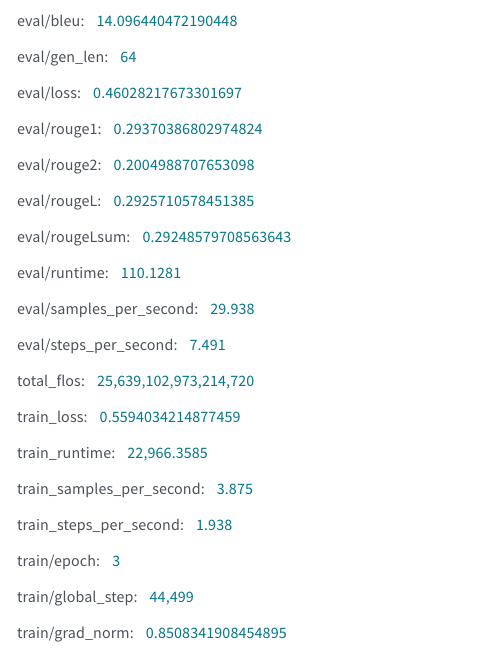 eval/bleu: 14.096440472190448
eval/gen_len: 64
eval/loss: 0.46028217673301697
eval/rouge1: 0.29370386802974824
eval/rouge2: 0.2004988707653098
eval/rougeL: 0.2925710578451385
eval/rougeLsum: 0.29248579708563643
eval/runtime: 110.1281
eval/samples_per_second: 29.938
eval/steps_per_second: 7.491
total_flos: 25,639,102,973,214,720
train_loss: 0.5594034214877459
train_runtime: 22,966.3585
train_samples_per_second: 3.875
train_steps_per_second: 1.938
train/epoch: 3
train/global_step: 44,499
train/grad_norm: 0.8508341908454895